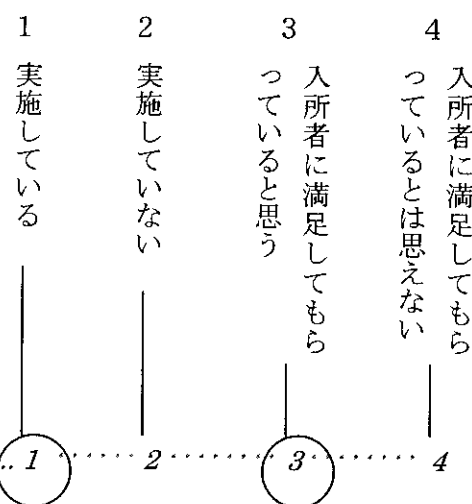 1 実施している
2 実施していない
3 入所者に満足してもら
っていると思う
4 入所者に満足してもら
っているとは思えない
..1........2........3........4